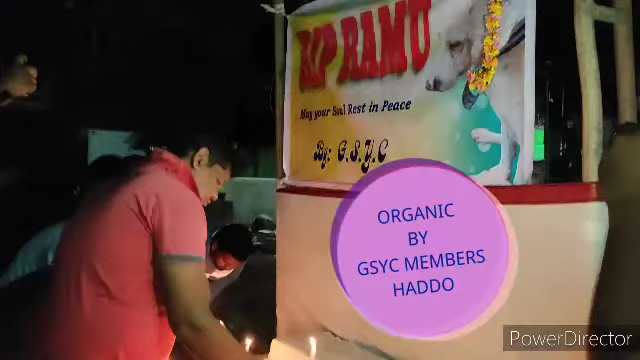 RIP RAMU
May your Soul Rest in Peace
By: G.S.Y.C
ORGANIC
BY
GSYC MEMBERS
HADDO
PowerDirector